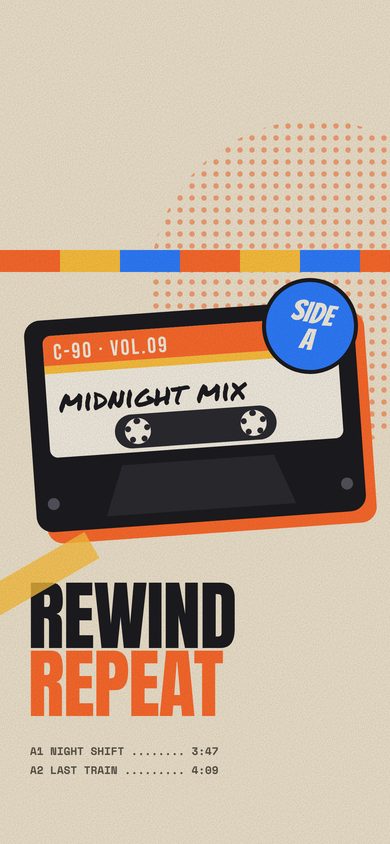 SIDE
A
C-90 · VOL.09
MIDNIGHT MIX
REWIND
REPEAT
A1 NIGHT SHIFT ........ 3:47
A2 LAST TRAIN ......... 4:09